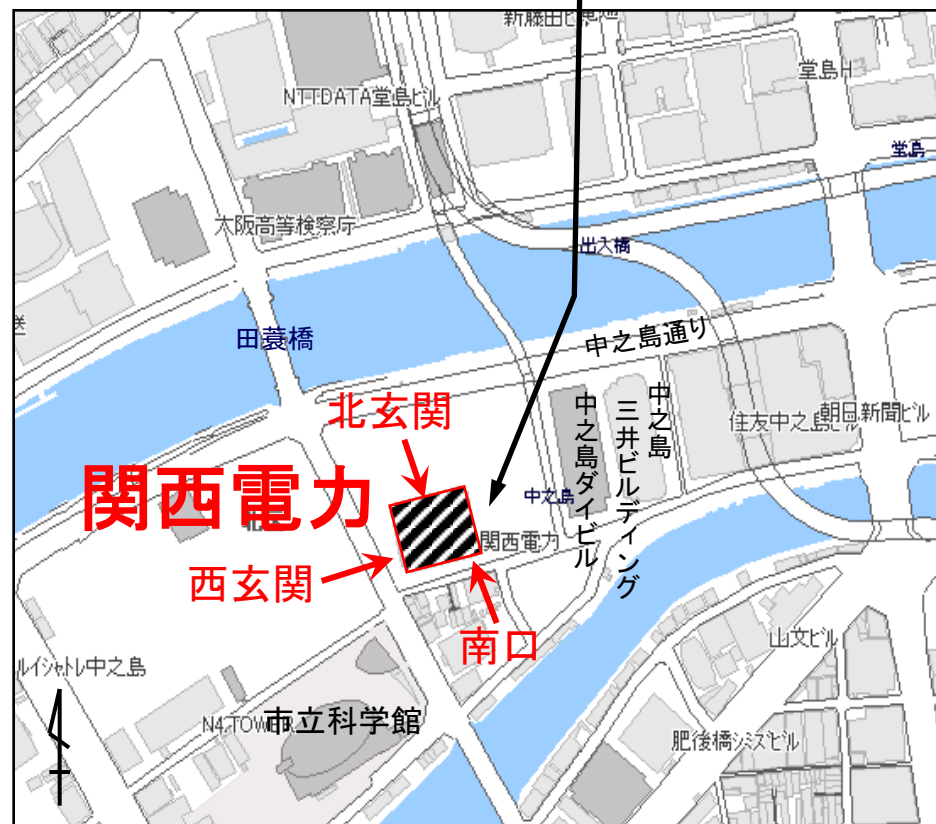 新藤田ビル
堂島H
NTTDATA堂島ビル
堂島
大阪高等検察庁
出入橋
田蓑橋
中之島通り
北玄関
中之島ダイビル
三井ビルディング
中之島
住友中之島ビル
朝日新聞ビル
関西電力
中之島
関西電力
西玄関
南口
山文ビル
ルイシャトレ中之島
N4.TOWER
市立科学館
肥後橋シミズビル